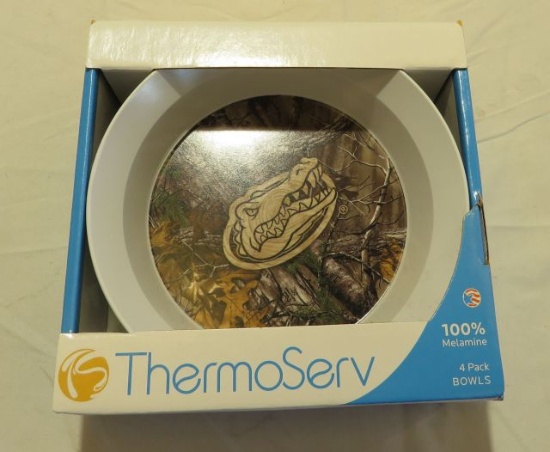 100%
Melamine
4 Pack
BOWLS
ThermoServ